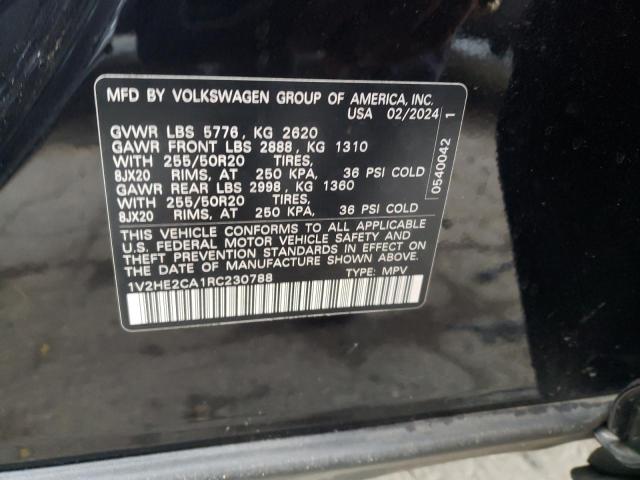 MFD BY VOLKSWAGEN GROUP OF AMERICA, INC.
USA 02/2024
GVWR LBS 5776, KG 2620
GAWR FRONT LBS 2888, KG 1310
WITH 255/50R20 TIRES,
8JX20 RIMS, AT 250 KPA, 36 PSI COLD
GAWR REAR LBS 2998, KG 1360
WITH 255/50R20 TIRES,
8JX20 RIMS, AT 250 KPA, 36 PSI COLD
THIS VEHICLE CONFORMS TO ALL APPLICABLE
U.S. FEDERAL MOTOR VEHICLE SAFETY AND
THEFT PREVENTION STANDARDS IN EFFECT ON
THE DATE OF MANUFACTURE SHOWN ABOVE.
1V2HE2CA1RC230788 TYPE: MPV
0540042 1